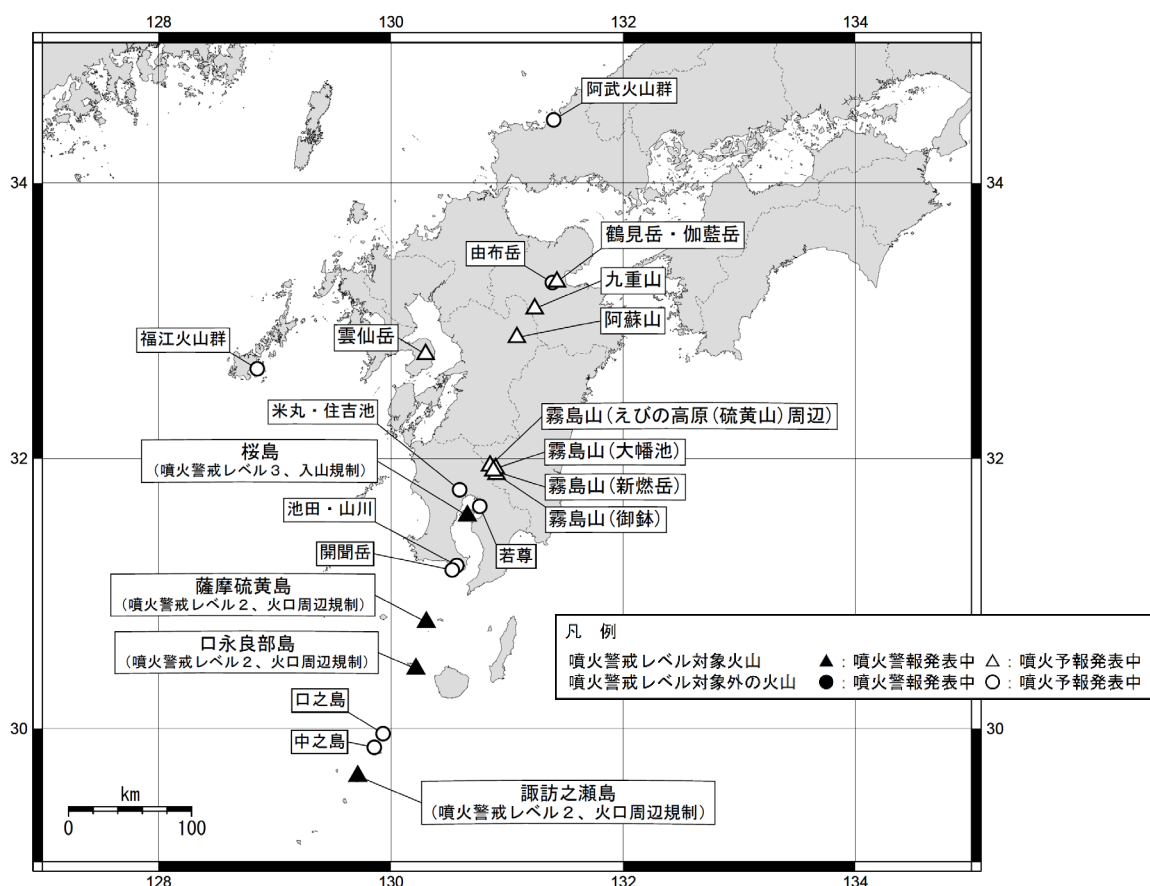 128 130 132 134
阿武火山群
34 34
鶴見岳・伽藍岳
由布岳
九重山
阿蘇山
雲仙岳
福江火山群
米丸・住吉池
霧島山(えびの高原(硫黄山)周辺)
桜島
(噴火警戒レベル3、入山規制)
霧島山(大幡池)
32 32
霧島山(新燃岳)
霧島山(御鉢)
池田・山川
開聞岳
若尊
薩摩硫黄島
(噴火警戒レベル2、火口周辺規制)
口永良部島
(噴火警戒レベル2、火口周辺規制)
凡 例
噴火警戒レベル対象火山 ▲:噴火警報発表中 △:噴火予報発表中
噴火警戒レベル対象外の火山 ●:噴火警報発表中 ○:噴火予報発表中
口之島
30 30
中之島
諏訪之瀬島
(噴火警戒レベル2、火口周辺規制)
km
0 100
128 130 132 134